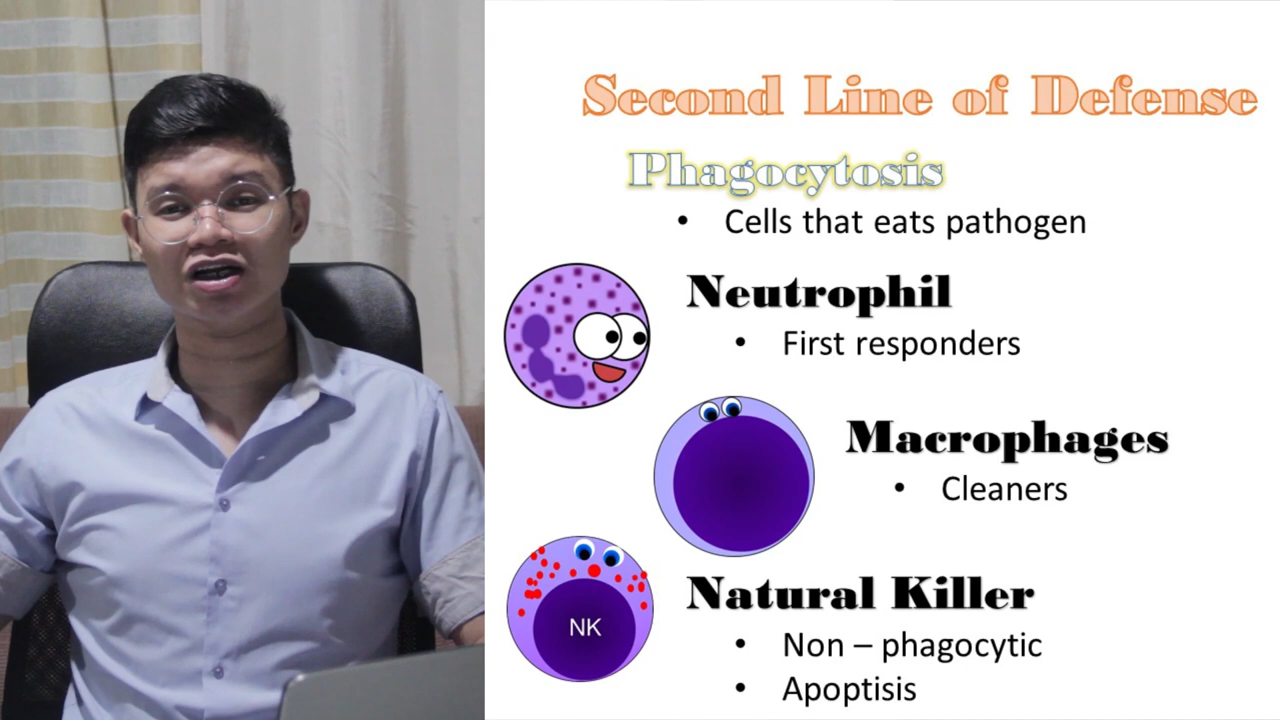 Second Line of Defense
Phagocytosis
• Cells that eats pathogen
Neutrophil
• First responders
Macrophages
• Cleaners
NK
Natural Killer
• Non – phagocytic
• Apoptisis